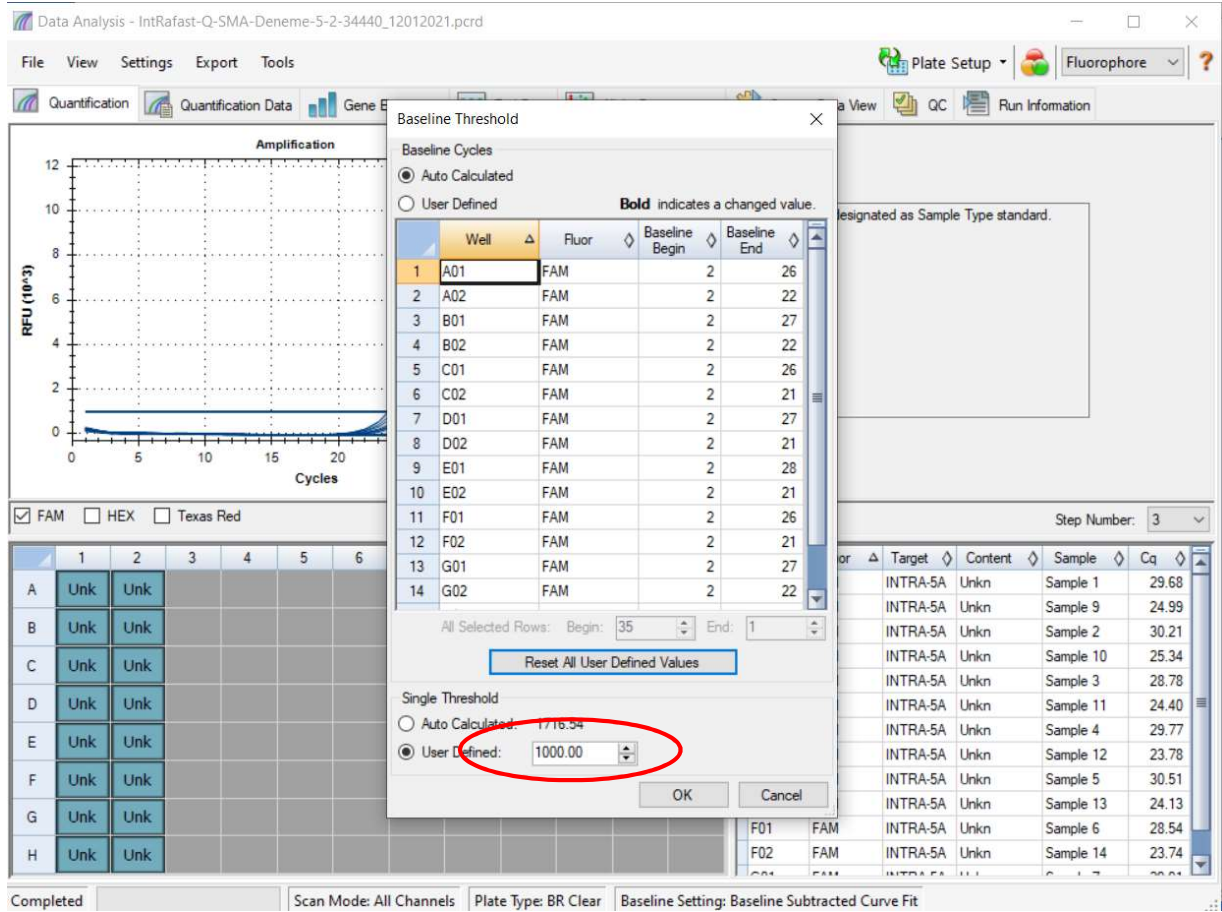 Data Analysis - IntRafast-Q-SMA-Deneme-5-2-34440_12012021.pcrd
File View Settings Export Tools
Plate Setup
Fluorophore
?
Quantification
Quantification Data
Gene E
a View
QC
Run Information
Amplification
12
10
8
6
4
2
0
RFU (10^3)
0 5 10 15 20
Cycles
Baseline Threshold
Baseline Cycles
Auto Calculated
User Defined
Bold indicates a changed value.
Well Fluor Baseline Begin Baseline End
1 A01 FAM 2 26
2 A02 FAM 2 22
3 B01 FAM 2 27
4 B02 FAM 2 22
5 C01 FAM 2 26
6 C02 FAM 2 21
7 D01 FAM 2 27
8 D02 FAM 2 21
9 E01 FAM 2 28
10 E02 FAM 2 21
11 F01 FAM 2 26
12 F02 FAM 2 21
13 G01 FAM 2 27
14 G02 FAM 2 22
All Selected Rows: Begin: 35 End: 1
Reset All User Defined Values
Single Threshold
Auto Calculated: 1716.54
User Defined: 1000.00
OK Cancel
designated as Sample Type standard.
FAM HEX Texas Red
Step Number: 3
1 2 3 4 5 6
A Unk Unk
B Unk Unk
C Unk Unk
D Unk Unk
E Unk Unk
F Unk Unk
G Unk Unk
H Unk Unk
or Target Content Sample Cq
INTRA-5A Unkn Sample 1 29.68
INTRA-5A Unkn Sample 9 24.99
INTRA-5A Unkn Sample 2 30.21
INTRA-5A Unkn Sample 10 25.34
INTRA-5A Unkn Sample 3 28.78
INTRA-5A Unkn Sample 11 24.40
INTRA-5A Unkn Sample 4 29.77
INTRA-5A Unkn Sample 12 23.78
INTRA-5A Unkn Sample 5 30.51
INTRA-5A Unkn Sample 13 24.13
F01 FAM INTRA-5A Unkn Sample 6 28.54
F02 FAM INTRA-5A Unkn Sample 14 23.74
Completed
Scan Mode: All Channels
Plate Type: BR Clear
Baseline Setting: Baseline Subtracted Curve Fit